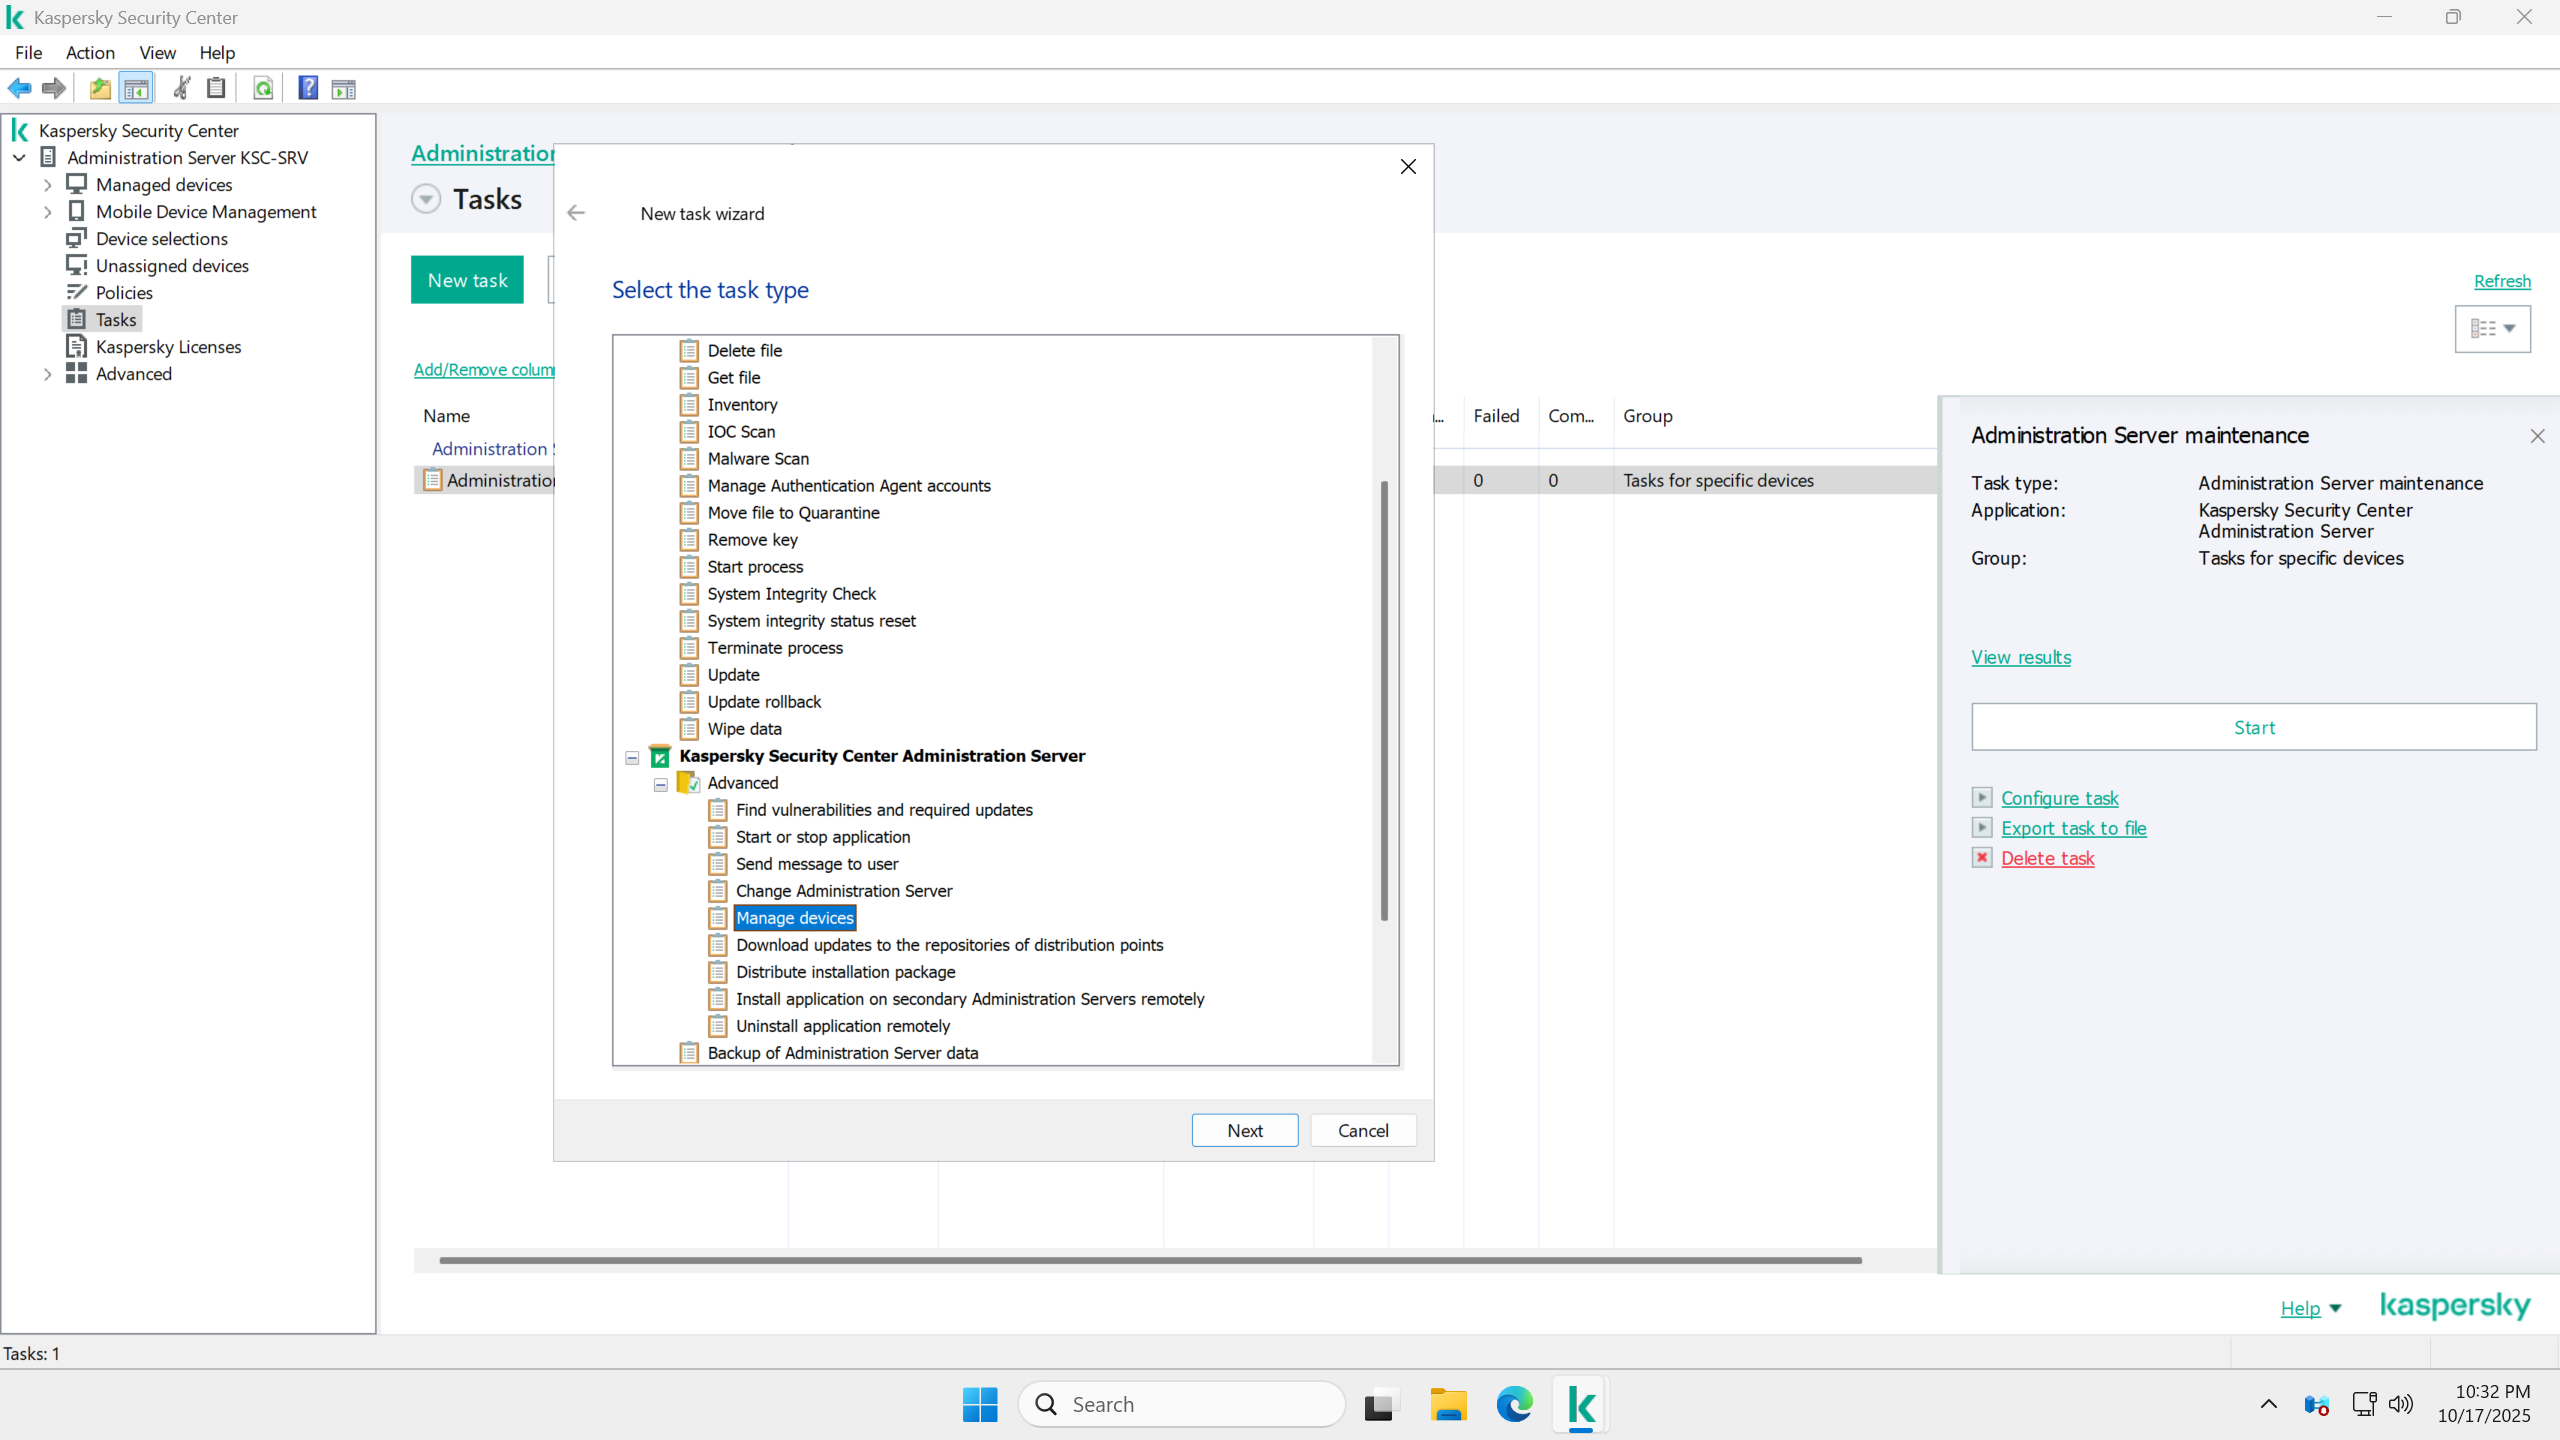 Kaspersky Security Center
File Action View Help
Kaspersky Security Center
Administration Server KSC-SRV
Managed devices
Mobile Device Management
Device selections
Unassigned devices
Policies
Tasks
Kaspersky Licenses
Advanced
Administration
Tasks
New task
Refresh
Add/Remove colum
Name
... Failed Com... Group
Administration S
Administration
0 0 Tasks for specific devices
New task wizard
Select the task type
Delete file
Get file
Inventory
IOC Scan
Malware Scan
Manage Authentication Agent accounts
Move file to Quarantine
Remove key
Start process
System Integrity Check
System integrity status reset
Terminate process
Update
Update rollback
Wipe data
Kaspersky Security Center Administration Server
Advanced
Find vulnerabilities and required updates
Start or stop application
Send message to user
Change Administration Server
Manage devices
Download updates to the repositories of distribution points
Distribute installation package
Install application on secondary Administration Servers remotely
Uninstall application remotely
Backup of Administration Server data
Next Cancel
Administration Server maintenance
Task type: Administration Server maintenance
Application: Kaspersky Security Center
Administration Server
Group: Tasks for specific devices
View results
Start
Configure task
Export task to file
Delete task
Help kaspersky
Tasks: 1
Search
10:32 PM
10/17/2025